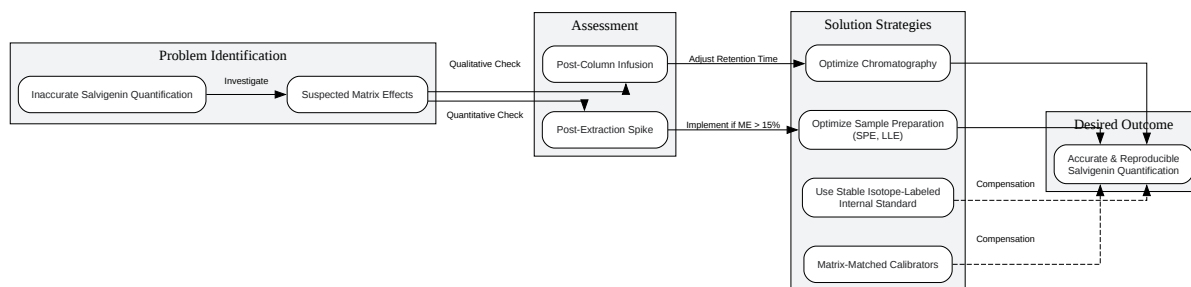 Problem Identification
Inaccurate Salvigenin Quantification
Investigate
Suspected Matrix Effects
Qualitative Check
Quantitative Check
Assessment
Post-Column Infusion
Post-Extraction Spike
Adjust Retention Time
Implement if ME > 15%
Solution Strategies
Optimize Chromatography
Optimize Sample Preparation
(SPE, LLE)
Use Stable Isotope-Labeled
Internal Standard
Matrix-Matched Calibrators
Compensation
Compensation
Desired Outcome
Accurate & Reproducible
Salvigenin Quantification